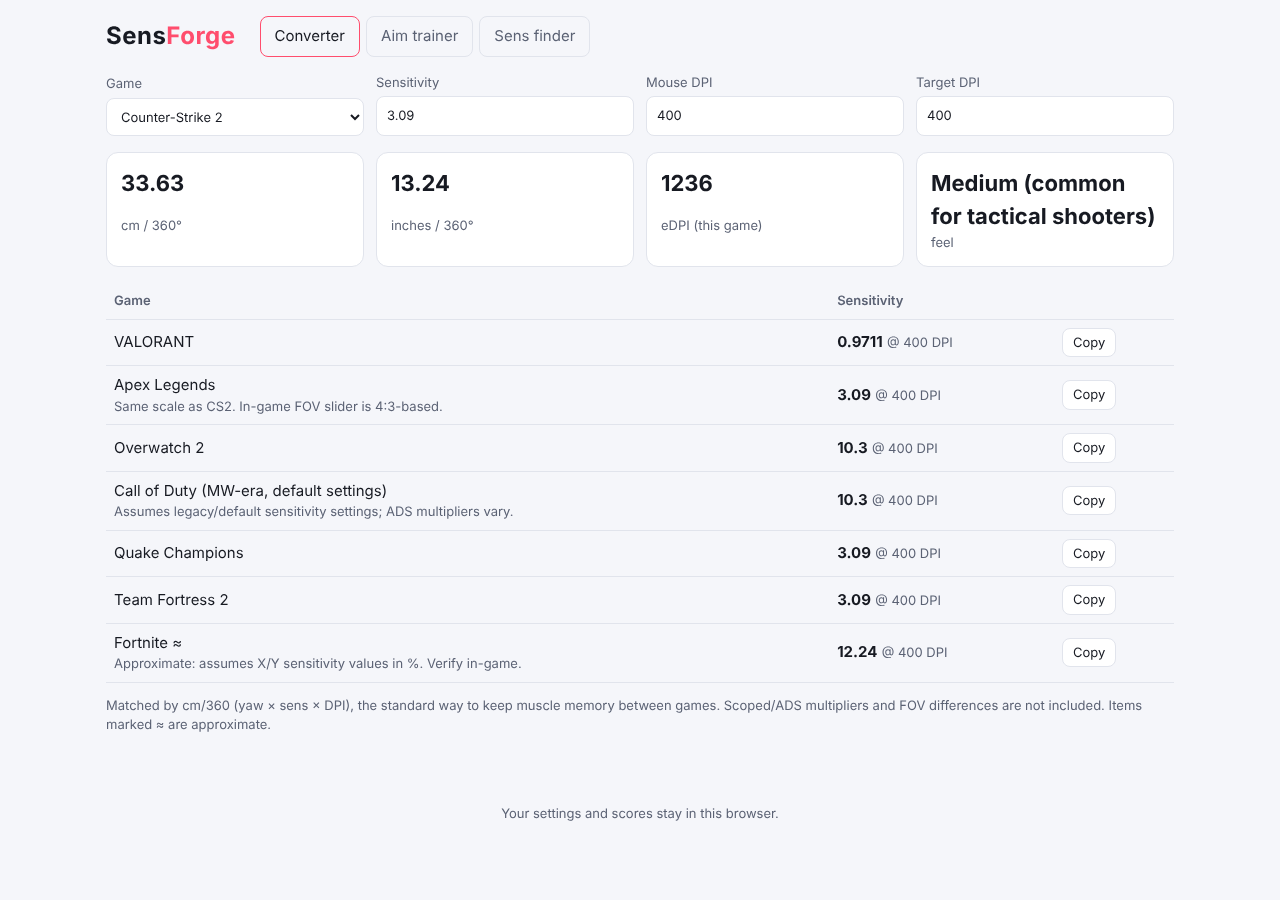 SensForge
Converter
Aim trainer
Sens finder
Game
Sensitivity
Mouse DPI
Target DPI
Counter-Strike 2
3.09
400
400
33.63
cm / 360°
13.24
inches / 360°
1236
eDPI (this game)
Medium (common
for tactical shooters)
feel
Game Sensitivity
VALORANT 0.9711 @ 400 DPI Copy
Apex Legends
Same scale as CS2. In-game FOV slider is 4:3-based.
3.09 @ 400 DPI Copy
Overwatch 2 10.3 @ 400 DPI Copy
Call of Duty (MW-era, default settings)
Assumes legacy/default sensitivity settings; ADS multipliers vary.
10.3 @ 400 DPI Copy
Quake Champions 3.09 @ 400 DPI Copy
Team Fortress 2 3.09 @ 400 DPI Copy
Fortnite ≈
Approximate: assumes X/Y sensitivity values in %. Verify in-game.
12.24 @ 400 DPI Copy
Matched by cm/360 (yaw × sens × DPI), the standard way to keep muscle memory between games. Scoped/ADS multipliers and FOV differences are not included. Items
marked ≈ are approximate.
Your settings and scores stay in this browser.